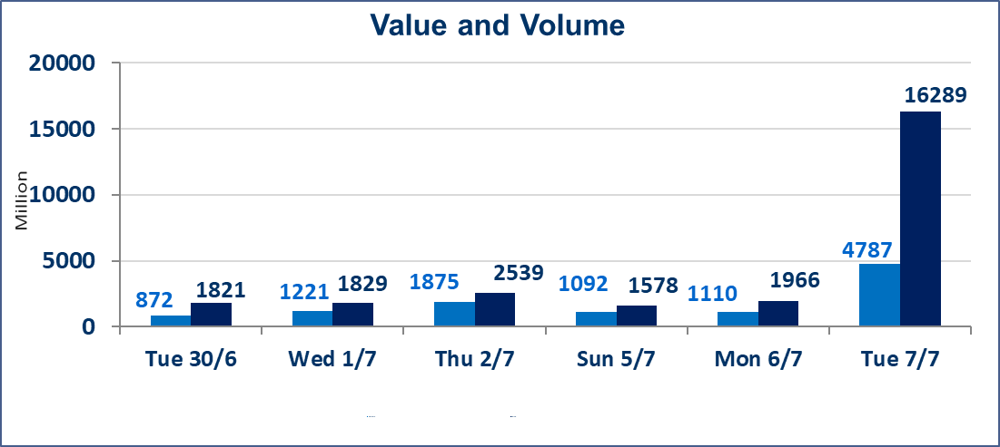 Value and Volume
20000
15000
10000
5000
0
Million
872
1821
1221
1829
1875
2539
1092
1578
1110
1966
4787
16289
Tue 30/6
Wed 1/7
Thu 2/7
Sun 5/7
Mon 6/7
Tue 7/7